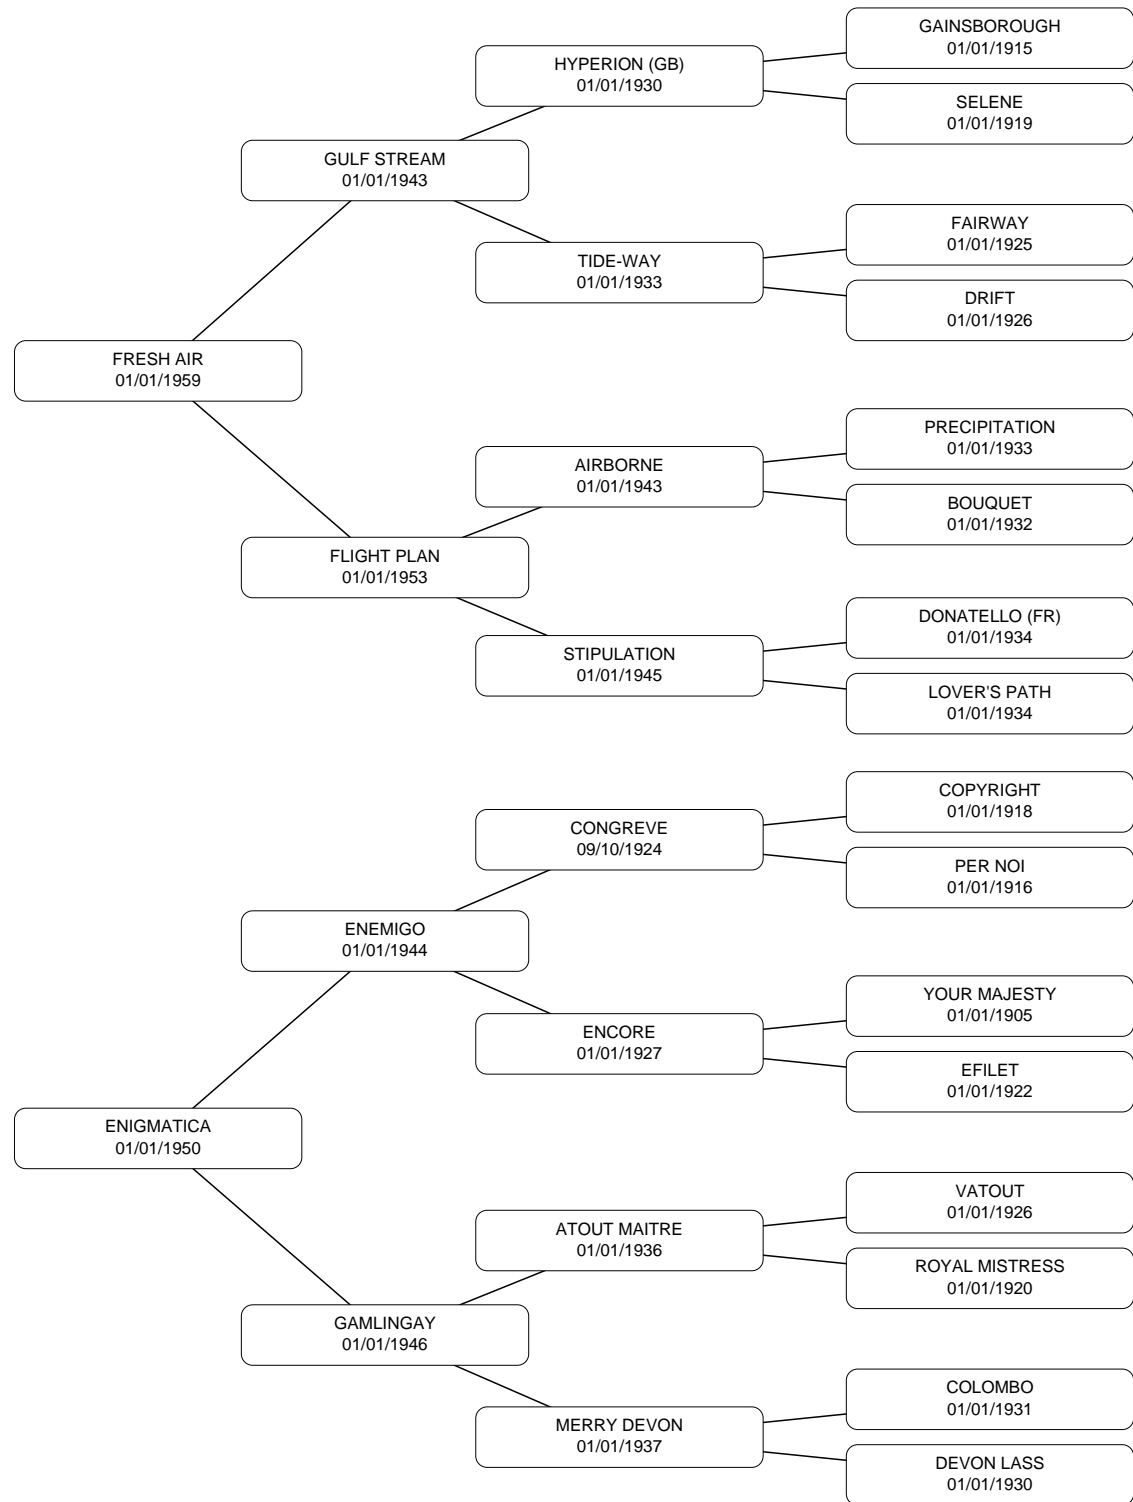 GAINSBOROUGH
01/01/1915
HYPERION (GB)
01/01/1930
SELENE
01/01/1919
GULF STREAM
01/01/1943
FAIRWAY
01/01/1925
TIDE-WAY
01/01/1933
DRIFT
01/01/1926
FRESH AIR
01/01/1959
PRECIPITATION
01/01/1933
AIRBORNE
01/01/1943
BOUQUET
01/01/1932
FLIGHT PLAN
01/01/1953
DONATELLO (FR)
01/01/1934
STIPULATION
01/01/1945
LOVER'S PATH
01/01/1934
COPYRIGHT
01/01/1918
CONGREVE
09/10/1924
PER NOI
01/01/1916
ENEMIGO
01/01/1944
YOUR MAJESTY
01/01/1905
ENCORE
01/01/1927
EFILET
01/01/1922
ENIGMATICA
01/01/1950
VATOUT
01/01/1926
ATOUT MAITRE
01/01/1936
ROYAL MISTRESS
01/01/1920
GAMLINGAY
01/01/1946
COLOMBO
01/01/1931
MERRY DEVON
01/01/1937
DEVON LASS
01/01/1930